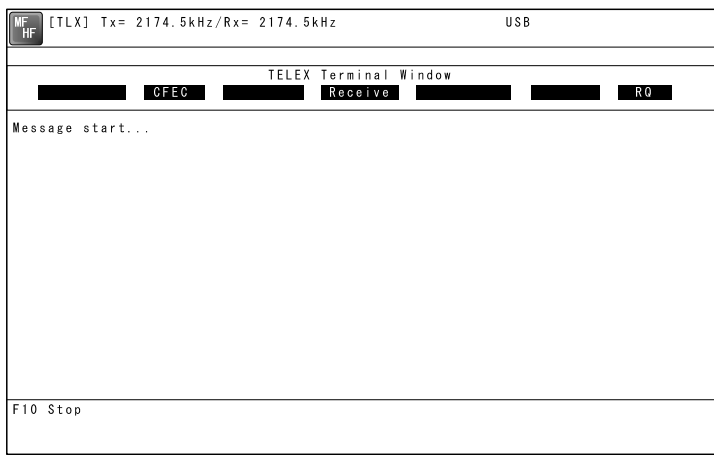 MF
HF
[TLX] Tx= 2174.5kHz/Rx= 2174.5kHz USB
TELEX Terminal Window
CFEC Receive RQ
Message start...
F10 Stop